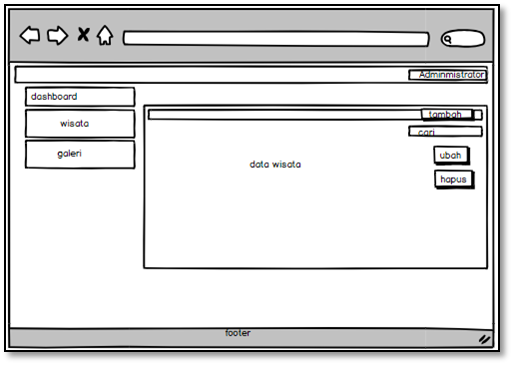 Adminmistrator
dashboard
wisata
galeri
tambah
cari
ubah
data wisata
hapus
footer